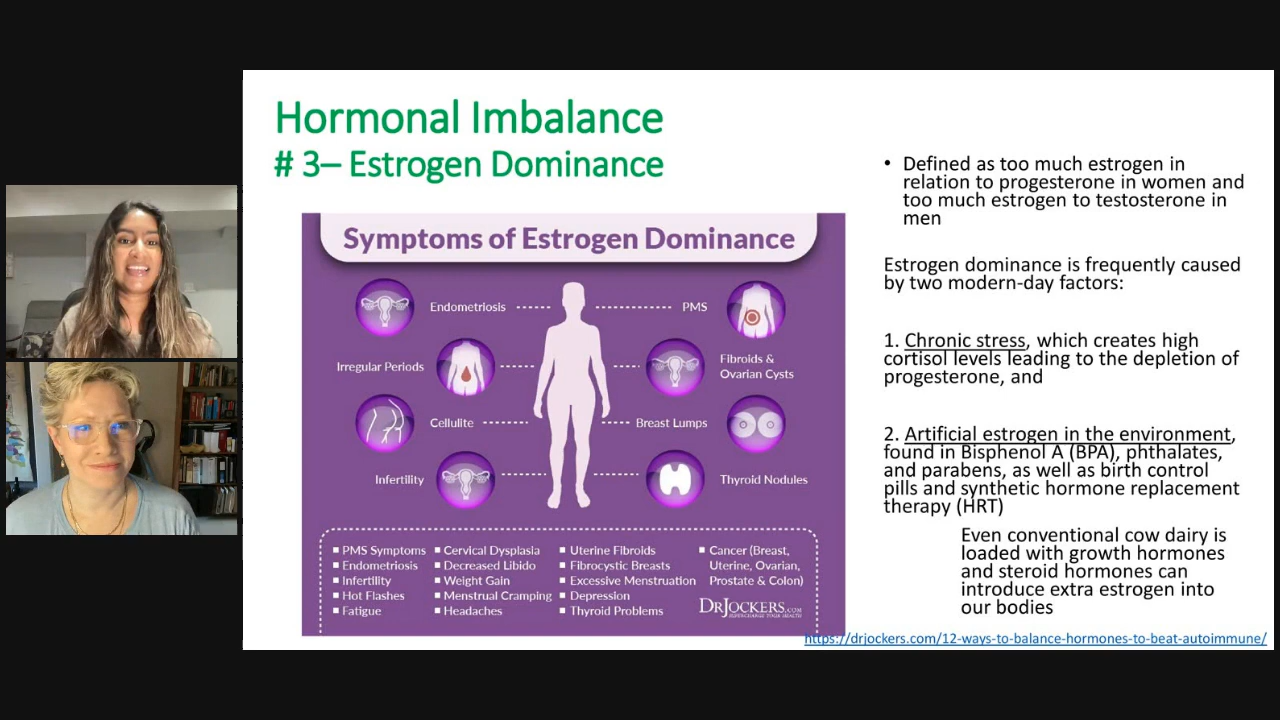 Hormonal Imbalance
# 3– Estrogen Dominance
Symptoms of Estrogen Dominance
Endometriosis
PMS
Irregular Periods
Fibroids &
Ovarian Cysts
Cellulite
Breast Lumps
Infertility
Thyroid Nodules
▪ PMS Symptoms
▪ Endometriosis
▪ Infertility
▪ Hot Flashes
▪ Fatigue
▪ Cervical Dysplasia
▪ Decreased Libido
▪ Weight Gain
▪ Menstrual Cramping
▪ Headaches
▪ Uterine Fibroids
▪ Fibrocystic Breasts
▪ Excessive Menstruation
▪ Depression
▪ Thyroid Problems
▪ Cancer (Breast,
Uterine, Ovarian,
Prostate & Colon)
DRJOCKERS.COM
SUPERCHARGE YOUR HEALTH
• Defined as too much estrogen in
relation to progesterone in women and
too much estrogen to testosterone in
men
Estrogen dominance is frequently caused
by two modern-day factors:
1. Chronic stress, which creates high
cortisol levels leading to the depletion of
progesterone, and
2. Artificial estrogen in the environment,
found in Bisphenol A (BPA), phthalates,
and parabens, as well as birth control
pills and synthetic hormone replacement
therapy (HRT)
Even conventional cow dairy is
loaded with growth hormones
and steroid hormones can
introduce extra estrogen into
our bodies
https://drjockers.com/12-ways-to-balance-hormones-to-beat-autoimmune/